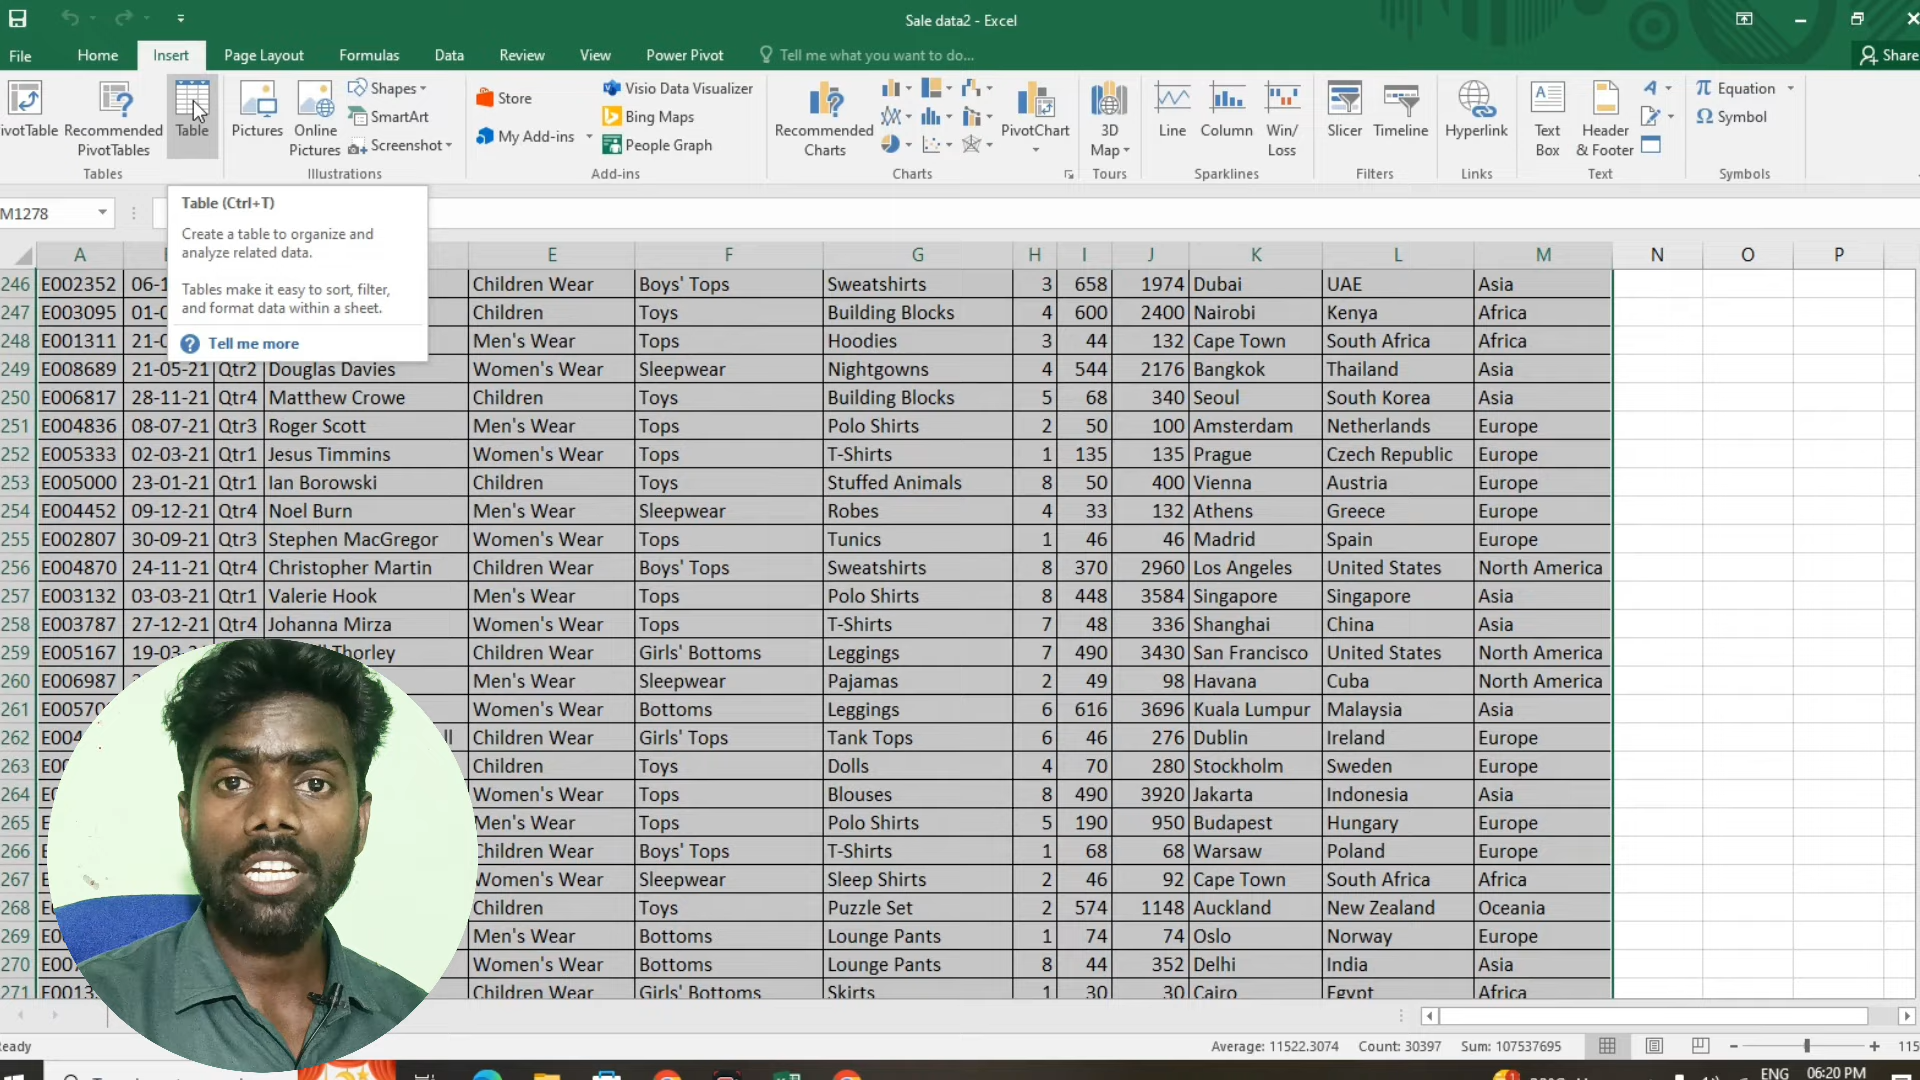 Sale data2 - Excel
File Home Insert Page Layout Formulas Data Review View Power Pivot Tell me what you want to do... Share
PivotTable Recommended PivotTables Table Pictures Online Pictures Shapes SmartArt Screenshot Store My Add-ins Visio Data Visualizer Bing Maps People Graph Recommended Charts PivotChart 3D Map Line Column Win/Loss Slicer Timeline Hyperlink Text Box Header & Footer Equation Symbol
Tables Illustrations Add-ins Charts Tours Sparklines Filters Links Text Symbols
M1278
Table (Ctrl+T)
Create a table to organize and
analyze related data.
Tables make it easy to sort, filter,
and format data within a sheet.
Tell me more
A E F G H I J K L M N O P
246 E002352 06-1 Children Wear Boys' Tops Sweatshirts 3 658 1974 Dubai UAE Asia
247 E003095 01-0 Children Toys Building Blocks 4 600 2400 Nairobi Kenya Africa
248 E001311 21-0 Men's Wear Tops Hoodies 3 44 132 Cape Town South Africa Africa
249 E008689 21-05-21 Qtr2 Douglas Davies Women's Wear Sleepwear Nightgowns 4 544 2176 Bangkok Thailand Asia
250 E006817 28-11-21 Qtr4 Matthew Crowe Children Toys Building Blocks 5 68 340 Seoul South Korea Asia
251 E004836 08-07-21 Qtr3 Roger Scott Men's Wear Tops Polo Shirts 2 50 100 Amsterdam Netherlands Europe
252 E005333 02-03-21 Qtr1 Jesus Timmins Women's Wear Tops T-Shirts 1 135 135 Prague Czech Republic Europe
253 E005000 23-01-21 Qtr1 Ian Borowski Children Toys Stuffed Animals 8 50 400 Vienna Austria Europe
254 E004452 09-12-21 Qtr4 Noel Burn Men's Wear Sleepwear Robes 4 33 132 Athens Greece Europe
255 E002807 30-09-21 Qtr3 Stephen MacGregor Women's Wear Tops Tunics 1 46 46 Madrid Spain Europe
256 E004870 24-11-21 Qtr4 Christopher Martin Children Wear Boys' Tops Sweatshirts 8 370 2960 Los Angeles United States North America
257 E003132 03-03-21 Qtr1 Valerie Hook Men's Wear Tops Polo Shirts 8 448 3584 Singapore Singapore Asia
258 E003787 27-12-21 Qtr4 Johanna Mirza Women's Wear Tops T-Shirts 7 48 336 Shanghai China Asia
259 E005167 19-03- Thorley Children Wear Girls' Bottoms Leggings 7 490 3430 San Francisco United States North America
260 E006987 Men's Wear Sleepwear Pajamas 2 49 98 Havana Cuba North America
261 E0057 Women's Wear Bottoms Leggings 6 616 3696 Kuala Lumpur Malaysia Asia
262 E004 ll Children Wear Girls' Tops Tank Tops 6 46 276 Dublin Ireland Europe
263 E00 Children Toys Dolls 4 70 280 Stockholm Sweden Europe
264 E Women's Wear Tops Blouses 8 490 3920 Jakarta Indonesia Asia
265 E Men's Wear Tops Polo Shirts 5 190 950 Budapest Hungary Europe
266 E Children Wear Boys' Tops T-Shirts 1 68 68 Warsaw Poland Europe
267 E Women's Wear Sleepwear Sleep Shirts 2 46 92 Cape Town South Africa Africa
268 E Children Toys Puzzle Set 2 574 1148 Auckland New Zealand Oceania
269 E0 Men's Wear Bottoms Lounge Pants 1 74 74 Oslo Norway Europe
270 E007 Women's Wear Bottoms Lounge Pants 8 44 352 Delhi India Asia
271 E001 Children Wear Girls' Bottoms Skirts 1 30 30 Cairo Egypt Africa
Ready Average: 11522.3074 Count: 30397 Sum: 107537695 115
ENG 06:20 PM